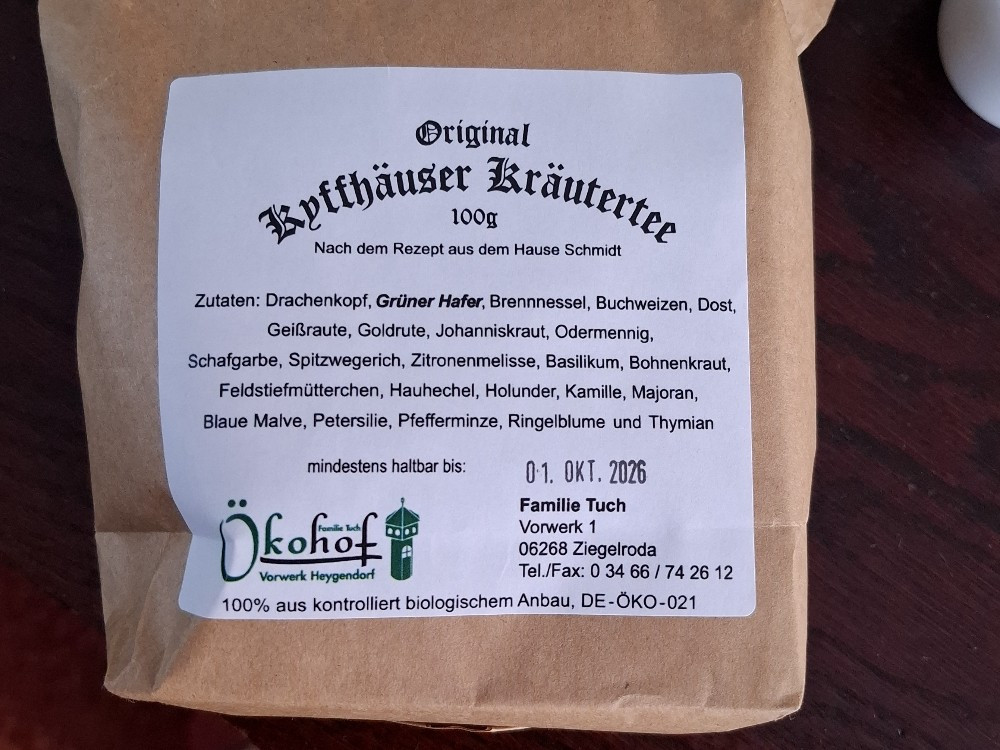 Original
Kyffhäuser Kräutertee
100g
Nach dem Rezept aus dem Hause Schmidt
Zutaten: Drachenkopf, Grüner Hafer, Brennnessel, Buchweizen, Dost,
Geißraute, Goldrute, Johanniskraut, Odermennig,
Schafgarbe, Spitzwegerich, Zitronenmelisse, Basilikum, Bohnenkraut,
Feldstiefmütterchen, Hauhechel, Holunder, Kamille, Majoran,
Blaue Malve, Petersilie, Pfefferminze, Ringelblume und Thymian
mindestens haltbar bis: 01. OKT. 2026
Familie Tuch
Ökohof
Vorwerk Heygendorf
Familie Tuch
Vorwerk 1
06268 Ziegelroda
Tel./Fax: 0 34 66 / 74 26 12
100% aus kontrolliert biologischem Anbau, DE-ÖKO-021